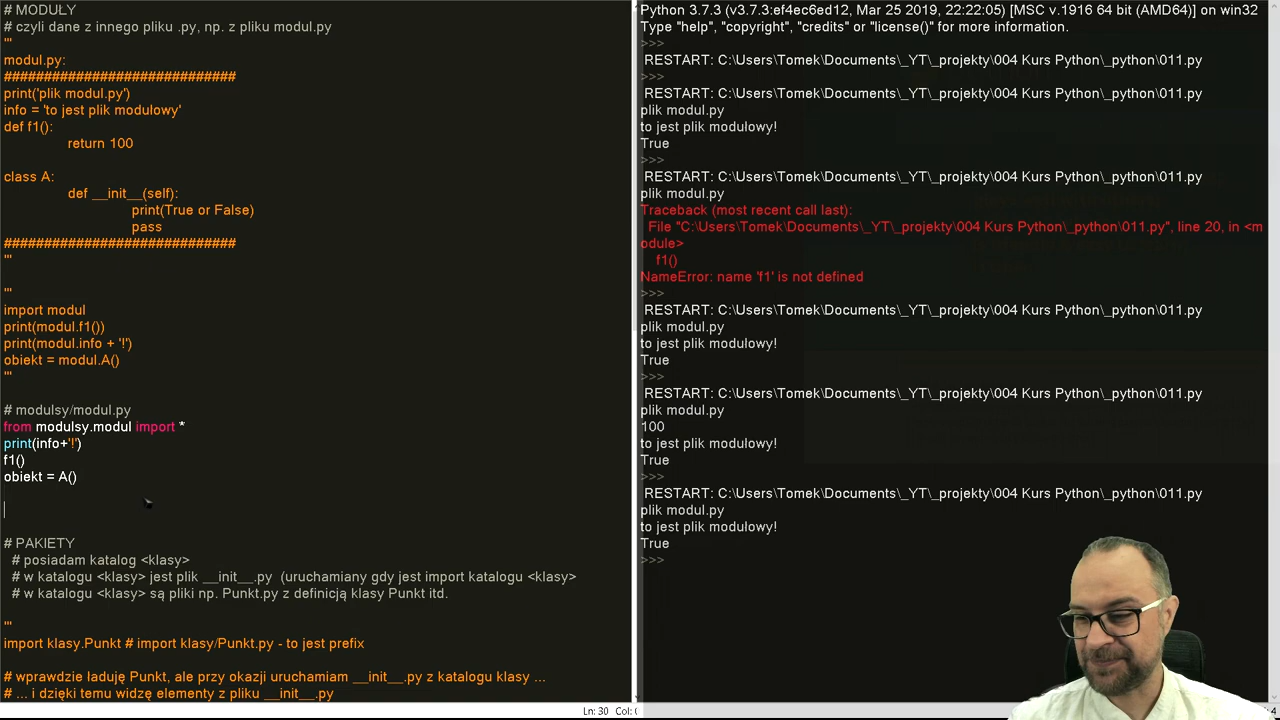 # MODUŁY
# czyli dane z innego pliku .py, np. z pliku modul.py
'''
modul.py:
#############################
print('plik modul.py')
info = 'to jest plik modulowy'
def f1():
return 100
class A:
def __init__(self):
print(True or False)
pass
#############################
'''
'''
import modul
print(modul.f1())
print(modul.info + '!')
obiekt = modul.A()
'''
# modulsy/modul.py
from modulsy.modul import *
print(info+'!')
f1()
obiekt = A()
# PAKIETY
# posiadam katalog <klasy>
# w katalogu <klasy> jest plik __init__.py (uruchamiany gdy jest import katalogu <klasy>
# w katalogu <klasy> są pliki np. Punkt.py z definicją klasy Punkt itd.
'''
import klasy.Punkt # import klasy/Punkt.py - to jest prefix
# wprawdzie ładuję Punkt, ale przy okazji uruchamiam __init__.py z katalogu klasy ...
# ... i dzięki temu widzę elementy z pliku __init__.py
Ln: 30 Col:
Python 3.7.3 (v3.7.3:ef4ec6ed12, Mar 25 2019, 22:22:05) [MSC v.1916 64 bit (AMD64)] on win32
Type "help", "copyright", "credits" or "license()" for more information.
>>>
RESTART: C:\Users\Tomek\Documents\_YT\_projekty\004 Kurs Python\_python\011.py
>>>
RESTART: C:\Users\Tomek\Documents\_YT\_projekty\004 Kurs Python\_python\011.py
plik modul.py
to jest plik modulowy!
True
>>>
RESTART: C:\Users\Tomek\Documents\_YT\_projekty\004 Kurs Python\_python\011.py
plik modul.py
Traceback (most recent call last):
File "C:\Users\Tomek\Documents\_YT\_projekty\004 Kurs Python\_python\011.py", line 20, in <m
odule>
f1()
NameError: name 'f1' is not defined
>>>
RESTART: C:\Users\Tomek\Documents\_YT\_projekty\004 Kurs Python\_python\011.py
plik modul.py
to jest plik modulowy!
True
>>>
RESTART: C:\Users\Tomek\Documents\_YT\_projekty\004 Kurs Python\_python\011.py
plik modul.py
100
to jest plik modulowy!
True
>>>
RESTART: C:\Users\Tomek\Documents\_YT\_projekty\004 Kurs Python\_python\011.py
plik modul.py
to jest plik modulowy!
True
>>>
4